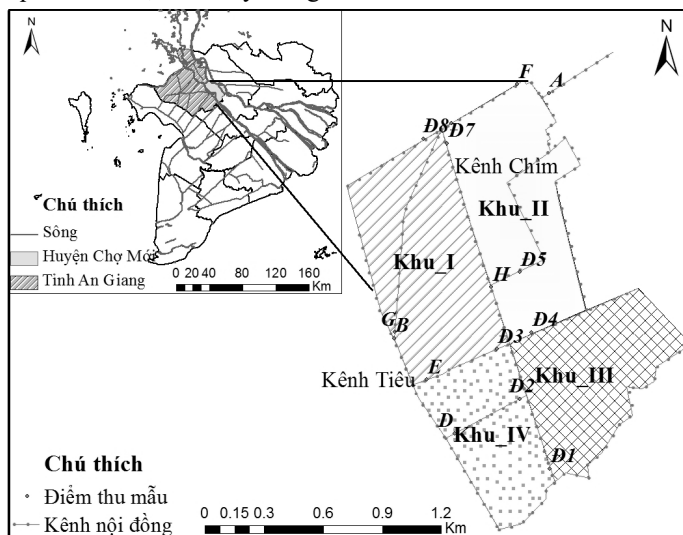 N
Chú thích
Sông
Huyện Chợ Mới
Tỉnh An Giang
0 20 40 80 120 160
Km
N
F
A
Đ8
Đ7
Kênh Chìm
Khu_II
Khu_I
Đ5
H
G
B
Đ4
Đ3
Kênh Tiêu
E
Đ2
Khu_III
D
Khu_IV
Đ1
Chú thích
Điểm thu mẫu
Kênh nội đồng
0 0.15 0.3 0.6 0.9 1.2
Km